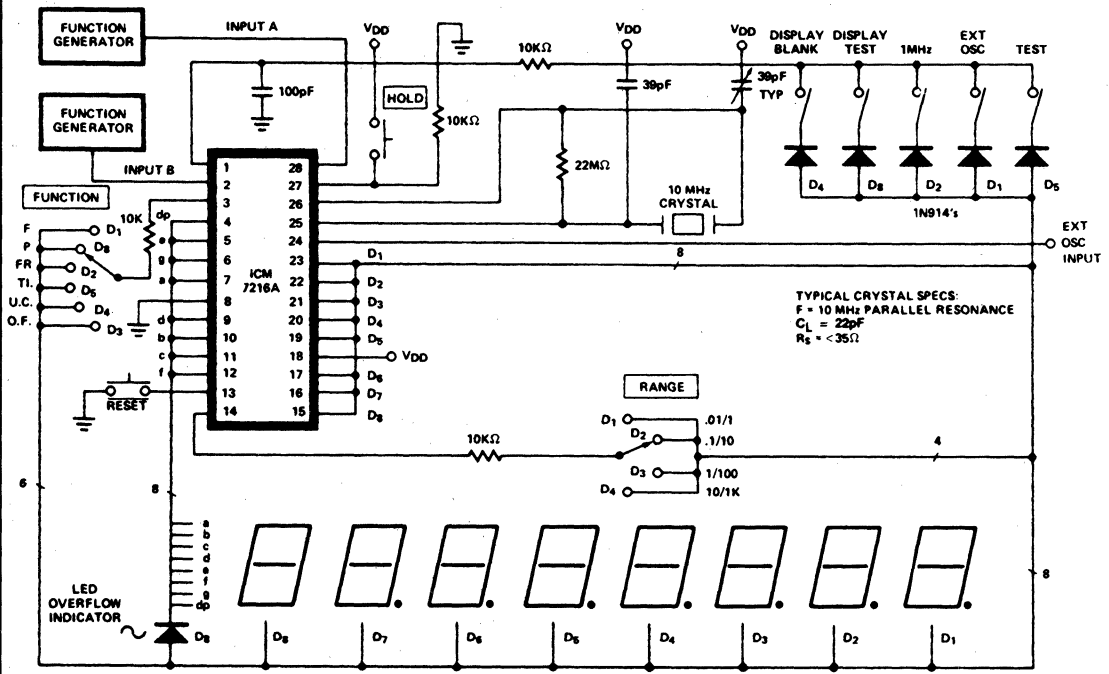 FUNCTION
GENERATOR
INPUT A
FUNCTION
GENERATOR
INPUT B
100pF
VDD
HOLD
10KΩ
10KΩ
VDD
39pF
VDD
39pF
TYP
22MΩ
10 MHz
CRYSTAL
DISPLAY
BLANK
DISPLAY
TEST
1MHz
EXT
OSC
TEST
D4
D8
D2
D1
D5
1N914's
EXT
OSC
INPUT
FUNCTION
10K
F
D1
P
D8
FR
D2
TI.
D5
U.C.
D4
O.F.
D3
dp
e
g
a
d
b
c
f
RESET
ICM
7216A
1 28
2 27
3 26
4 25
5 24
6 23
7 22
8 21
9 20
10 19
11 18
12 17
13 16
14 15
D1
D2
D3
D4
D5
VDD
D6
D7
D8
8
TYPICAL CRYSTAL SPECS:
F = 10 MHz PARALLEL RESONANCE
CL = 22pF
RS = <35Ω
RANGE
10KΩ
D1 .01/1
D2 .1/10
D3 1/100
D4 10/1K
4
6
8
8
a
b
c
d
e
f
g
dp
LED
OVERFLOW
INDICATOR
D8
D8 D7 D6 D5 D4 D3 D2 D1